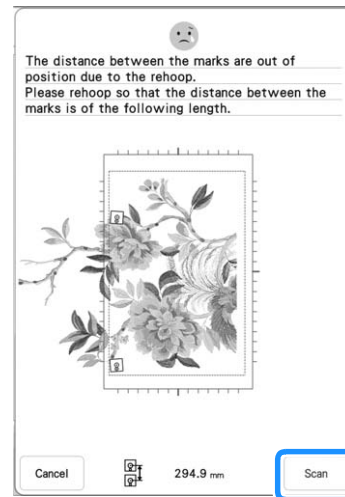 The distance between the marks are out of
position due to the rehoop.
Please rehoop so that the distance between the
marks is of the following length.
Cancel
294.9 mm
Scan